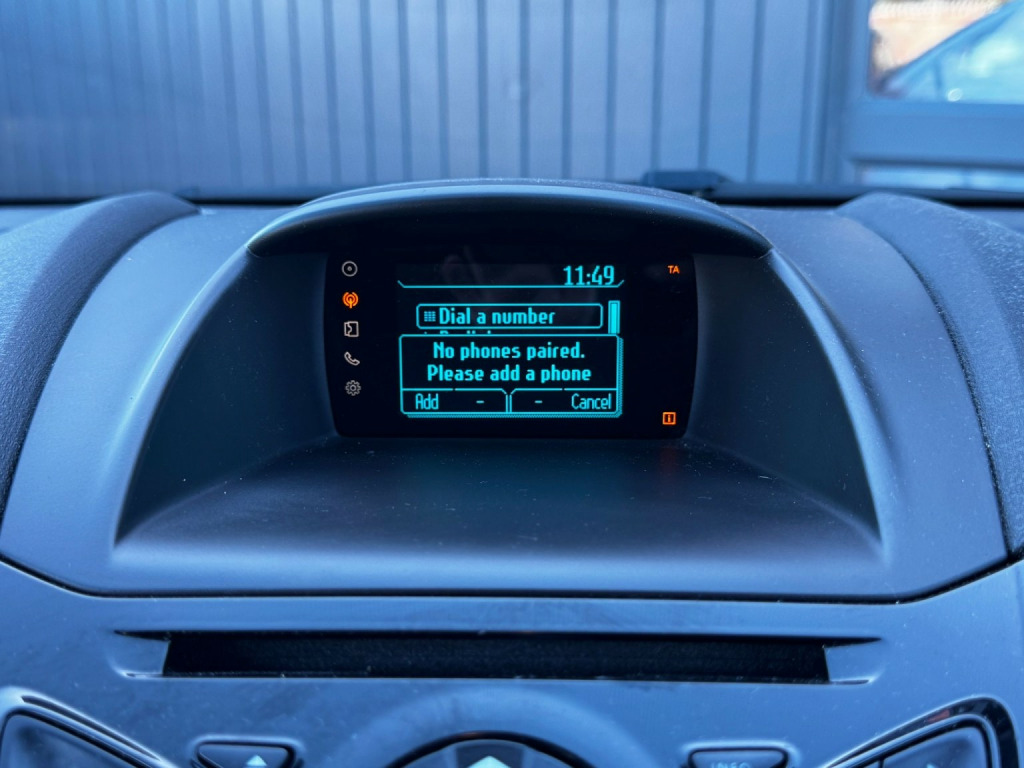 11:49
TA
Dial a number
No phones paired.
Please add a phone
Add - - Cancel
i